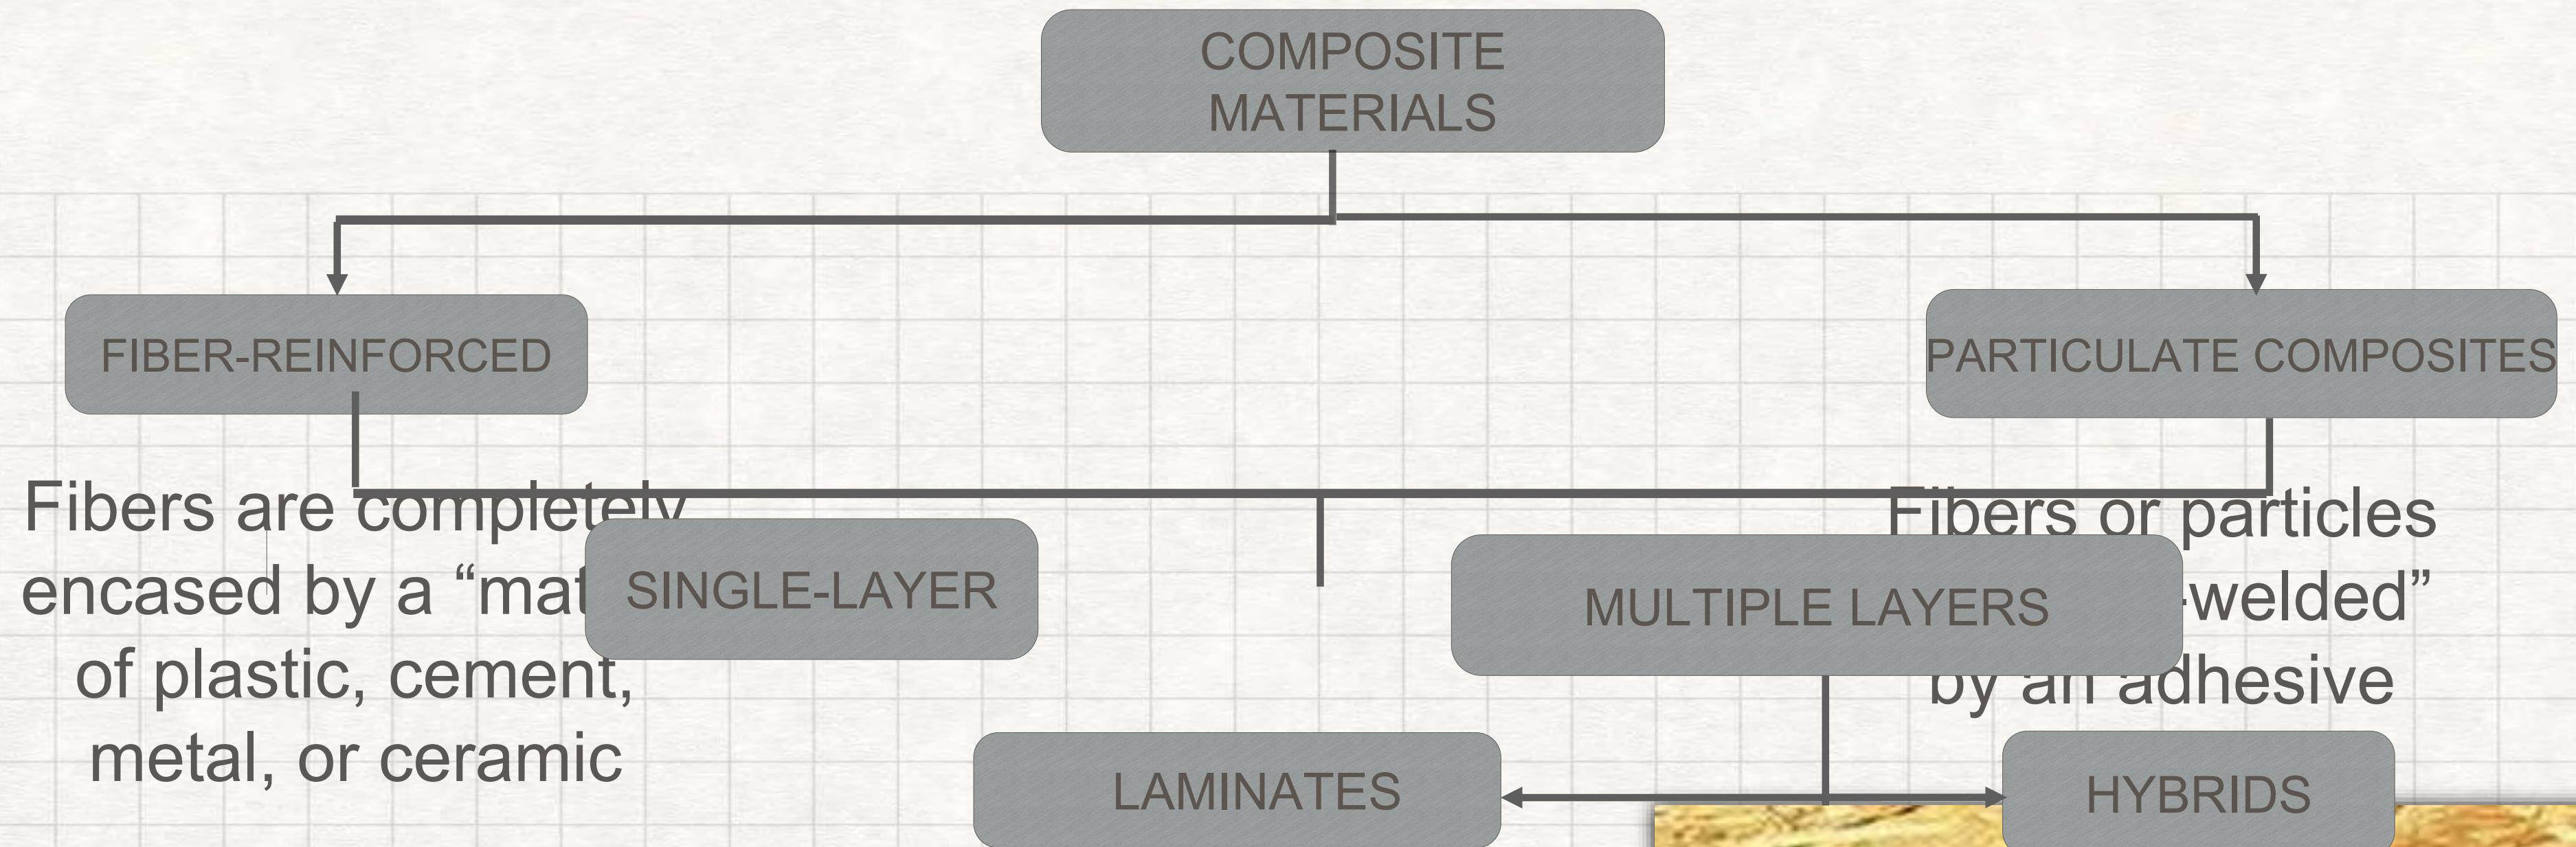 COMPOSITE
MATERIALS
FIBER-REINFORCED
PARTICULATE COMPOSITES
Fibers are completely
encased by a “mat
of plastic, cement,
metal, or ceramic
SINGLE-LAYER
MULTIPLE LAYERS
Fibers or particles
-welded”
by an adhesive
LAMINATES
HYBRIDS